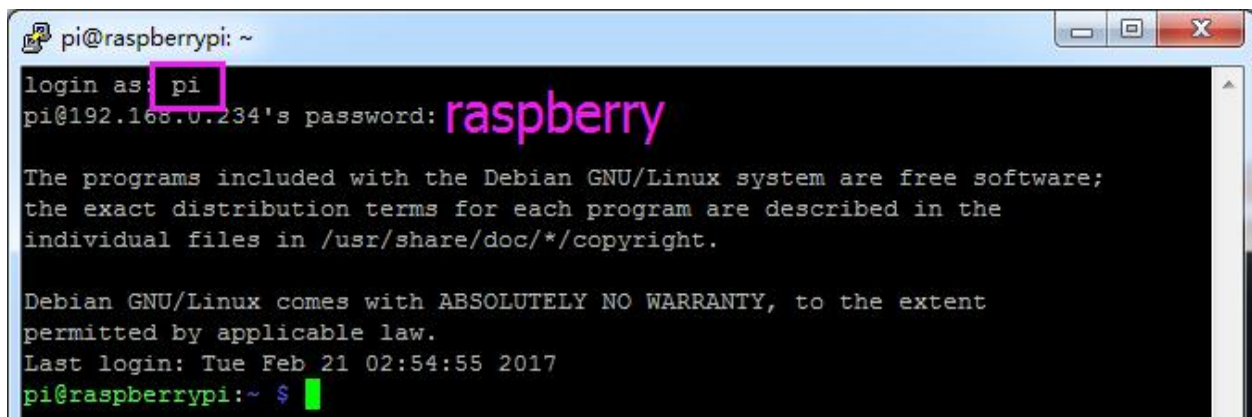 pi@raspberrypi: ~
login as: pi
pi@192.168.0.234's password: raspberry
The programs included with the Debian GNU/Linux system are free software;
the exact distribution terms for each program are described in the
individual files in /usr/share/doc/*/copyright.
Debian GNU/Linux comes with ABSOLUTELY NO WARRANTY, to the extent
permitted by applicable law.
Last login: Tue Feb 21 02:54:55 2017
pi@raspberrypi:~ $